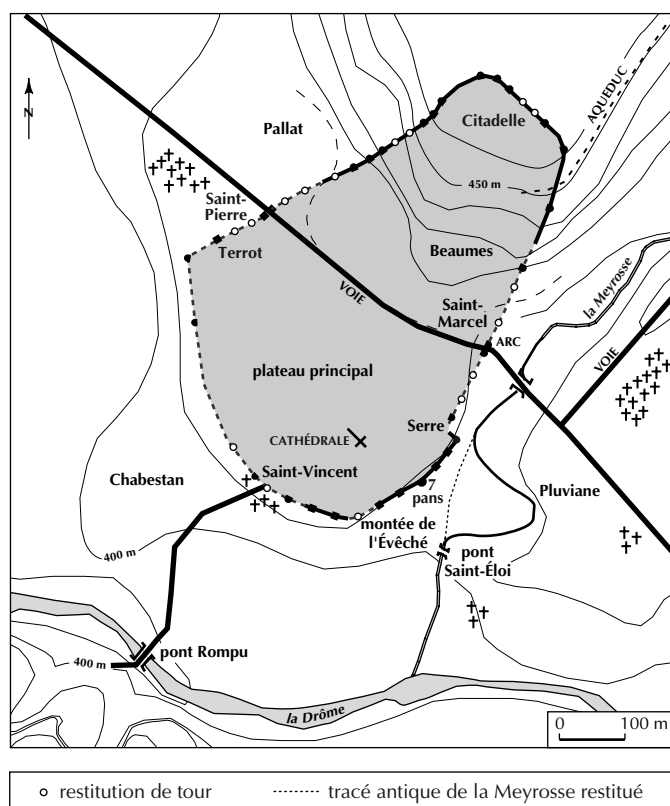 Citadelle
AQUEDUC
Pallat
N
450 m
Saint-
Pierre
Terrot
Beaumes
la Meyrosse
VOIE
Saint-
Marcel
ARC
VOIE
plateau principal
CATHÉDRALE
Serre
Saint-Vincent
Chabestan
7
pans
Pluviane
montée de
l'Évêché
pont
Saint-Éloi
400 m
pont Rompu
400 m
la Drôme
0 100 m
restitution de tour
tracé antique de la Meyrosse restitué